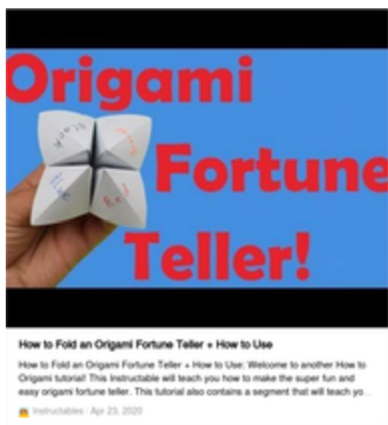 Origami
Fortune
Teller!
How to Fold an Origami Fortune Teller + How to Use
How to Fold an Origami Fortune Teller + How to Use: Welcome to another How to
Origami tutorial! This Instructable will teach you how to make the super fun and
easy origami fortune teller. This tutorial also contains a segment that will teach yo...
Instructables · Apr 23, 2020